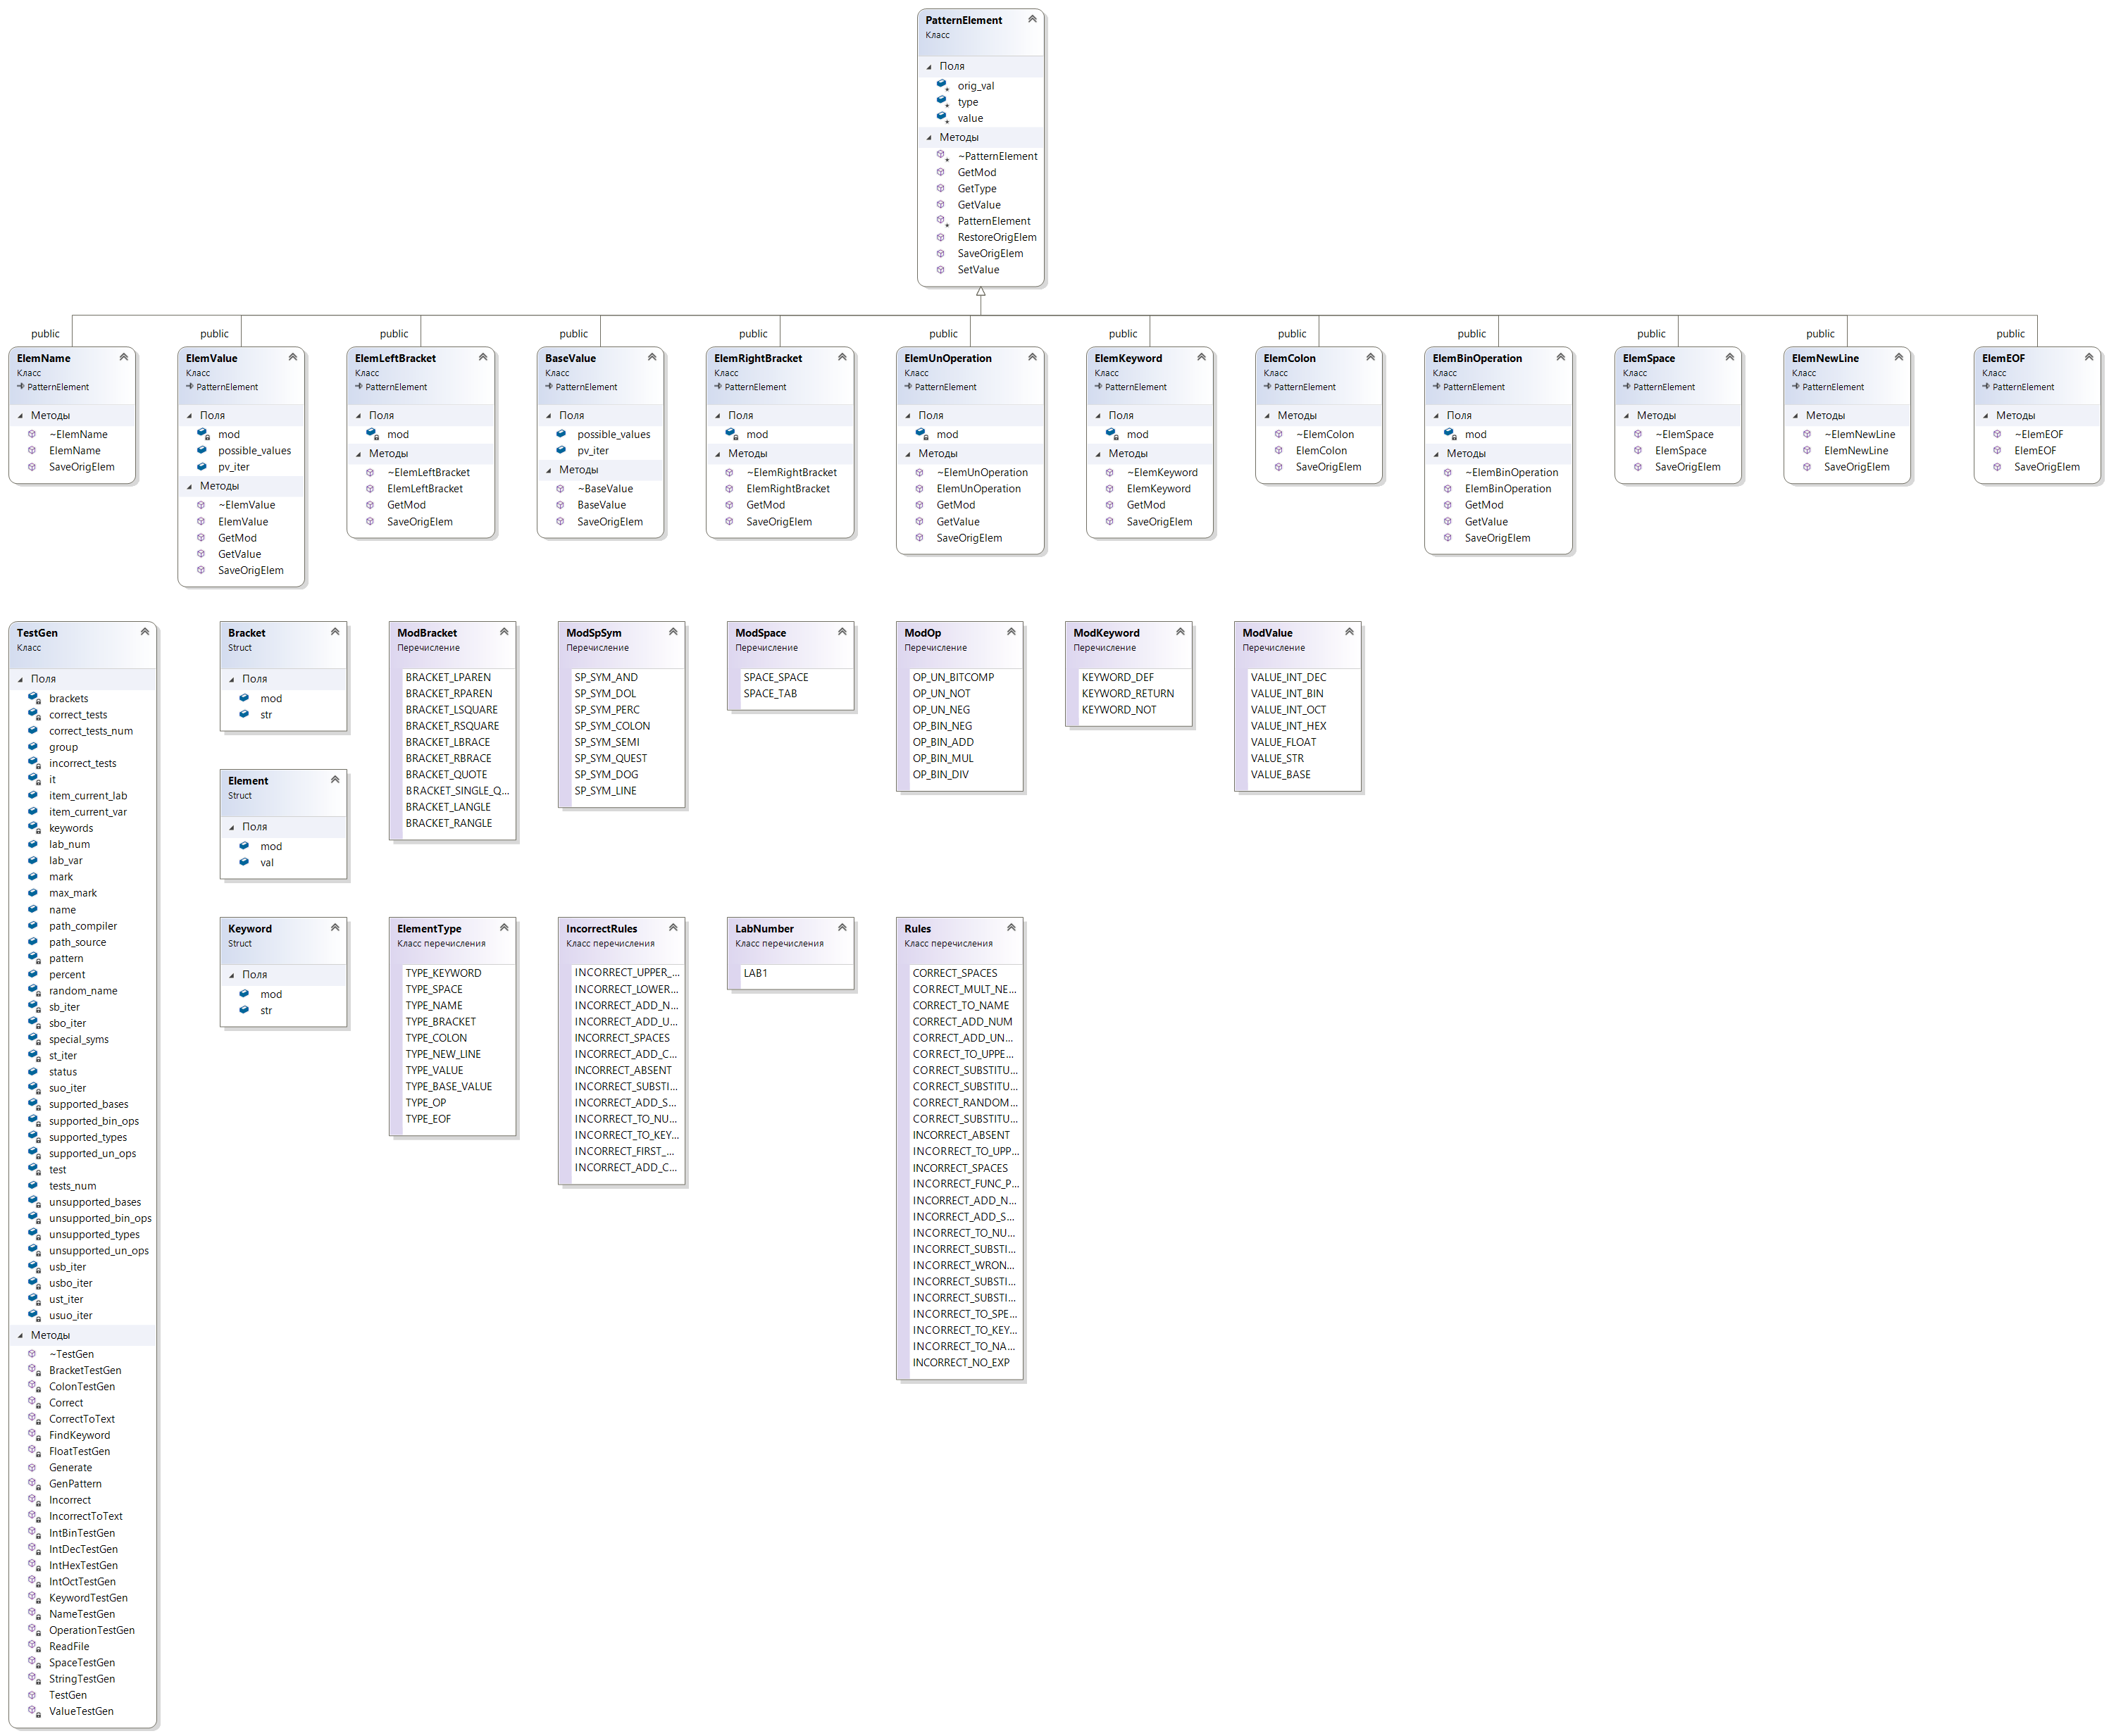 PatternElement
Класс
Поля
orig_val
type
value
Методы
~PatternElement
GetMod
GetType
GetValue
PatternElement
RestoreOrigElem
SaveOrigElem
SetValue
public
ElemName
Класс
PatternElement
Методы
~ElemName
ElemName
SaveOrigElem
public
ElemValue
Класс
PatternElement
Поля
mod
possible_values
pv_iter
Методы
~ElemValue
ElemValue
GetMod
GetValue
SaveOrigElem
public
ElemLeftBracket
Класс
PatternElement
Поля
mod
Методы
~ElemLeftBracket
ElemLeftBracket
GetMod
SaveOrigElem
public
BaseValue
Класс
PatternElement
Поля
possible_values
pv_iter
Методы
~BaseValue
BaseValue
SaveOrigElem
public
ElemRightBracket
Класс
PatternElement
Поля
mod
Методы
~ElemRightBracket
ElemRightBracket
GetMod
SaveOrigElem
public
ElemUnOperation
Класс
PatternElement
Поля
mod
Методы
~ElemUnOperation
ElemUnOperation
GetMod
GetValue
SaveOrigElem
public
ElemKeyword
Класс
PatternElement
Поля
mod
Методы
~ElemKeyword
ElemKeyword
GetMod
SaveOrigElem
public
ElemColon
Класс
PatternElement
Методы
~ElemColon
ElemColon
SaveOrigElem
public
ElemBinOperation
Класс
PatternElement
Поля
mod
Методы
~ElemBinOperation
ElemBinOperation
GetMod
GetValue
SaveOrigElem
public
ElemSpace
Класс
PatternElement
Методы
~ElemSpace
ElemSpace
SaveOrigElem
public
ElemNewLine
Класс
PatternElement
Методы
~ElemNewLine
ElemNewLine
SaveOrigElem
public
ElemEOF
Класс
PatternElement
Методы
~ElemEOF
ElemEOF
SaveOrigElem
TestGen
Класс
Поля
brackets
correct_tests
correct_tests_num
group
incorrect_tests
it
item_current_lab
item_current_var
keywords
lab_num
lab_var
mark
max_mark
name
path_compiler
path_source
pattern
percent
random_name
sb_iter
sbo_iter
special_syms
st_iter
status
suo_iter
supported_bases
supported_bin_ops
supported_types
supported_un_ops
test
tests_num
unsupported_bases
unsupported_bin_ops
unsupported_types
unsupported_un_ops
usb_iter
usbo_iter
ust_iter
usuo_iter
Методы
~TestGen
BracketTestGen
ColonTestGen
Correct
CorrectToText
FindKeyword
FloatTestGen
Generate
GenPattern
Incorrect
IncorrectToText
IntBinTestGen
IntDecTestGen
IntHexTestGen
IntOctTestGen
KeywordTestGen
NameTestGen
OperationTestGen
ReadFile
SpaceTestGen
StringTestGen
TestGen
ValueTestGen
Bracket
Struct
Поля
mod
str
ModBracket
Перечисление
BRACKET_LPAREN
BRACKET_RPAREN
BRACKET_LSQUARE
BRACKET_RSQUARE
BRACKET_LBRACE
BRACKET_RBRACE
BRACKET_QUOTE
BRACKET_SINGLE_Q...
BRACKET_LANGLE
BRACKET_RANGLE
ModSpSym
Перечисление
SP_SYM_AND
SP_SYM_DOL
SP_SYM_PERC
SP_SYM_COLON
SP_SYM_SEMI
SP_SYM_QUEST
SP_SYM_DOG
SP_SYM_LINE
ModSpace
Перечисление
SPACE_SPACE
SPACE_TAB
ModOp
Перечисление
OP_UN_BITCOMP
OP_UN_NOT
OP_UN_NEG
OP_BIN_NEG
OP_BIN_ADD
OP_BIN_MUL
OP_BIN_DIV
ModKeyword
Перечисление
KEYWORD_DEF
KEYWORD_RETURN
KEYWORD_NOT
ModValue
Перечисление
VALUE_INT_DEC
VALUE_INT_BIN
VALUE_INT_OCT
VALUE_INT_HEX
VALUE_FLOAT
VALUE_STR
VALUE_BASE
Element
Struct
Поля
mod
val
Keyword
Struct
Поля
mod
str
ElementType
Класс перечисления
TYPE_KEYWORD
TYPE_SPACE
TYPE_NAME
TYPE_BRACKET
TYPE_COLON
TYPE_NEW_LINE
TYPE_VALUE
TYPE_BASE_VALUE
TYPE_OP
TYPE_EOF
IncorrectRules
Класс перечисления
INCORRECT_UPPER_...
INCORRECT_LOWER...
INCORRECT_ADD_N...
INCORRECT_ADD_U...
INCORRECT_SPACES
INCORRECT_ADD_C...
INCORRECT_ABSENT
INCORRECT_SUBSTI...
INCORRECT_ADD_S...
INCORRECT_TO_NU...
INCORRECT_TO_KEY...
INCORRECT_FIRST_...
INCORRECT_ADD_C...
LabNumber
Класс перечисления
LAB1
Rules
Класс перечисления
CORRECT_SPACES
CORRECT_MULT_NE...
CORRECT_TO_NAME
CORRECT_ADD_NUM
CORRECT_ADD_UN...
CORRECT_TO_UPPE...
CORRECT_SUBSTITU...
CORRECT_SUBSTITU...
CORRECT_RANDOM...
CORRECT_SUBSTITU...
INCORRECT_ABSENT
INCORRECT_TO_UPP...
INCORRECT_SPACES
INCORRECT_FUNC_P...
INCORRECT_ADD_N...
INCORRECT_ADD_S...
INCORRECT_TO_NU...
INCORRECT_SUBSTI...
INCORRECT_WRON...
INCORRECT_SUBSTI...
INCORRECT_SUBSTI...
INCORRECT_TO_SPE...
INCORRECT_TO_KEY...
INCORRECT_TO_NA...
INCORRECT_NO_EXP